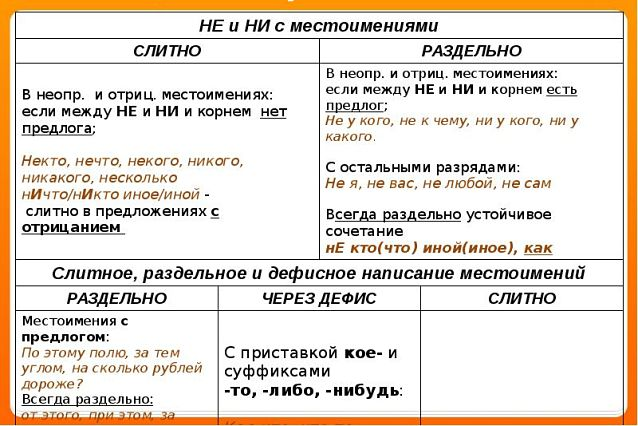 НЕ и НИ с местоимениями
СЛИТНО
РАЗДЕЛЬНО
В неопр. и отриц. местоимениях:
если между НЕ и НИ и корнем нет
предлога;
Некто, нечто, некого, никого,
никакого, несколько
нИчто/нИкто иное/иной -
слитно в предложениях с
отрицанием
В неопр. и отриц. местоимениях:
если между НЕ и НИ и корнем есть
предлог;
Не у кого, не к чему, ни у кого, ни у
какого.
С остальными разрядами:
Не я, не вас, не любой, не сам
Всегда раздельно устойчивое
сочетание
нЕ кто(что) иной(иное), как
Слитное, раздельное и дефисное написание местоимений
РАЗДЕЛЬНО
ЧЕРЕЗ ДЕФИС
СЛИТНО
Местоимения с
предлогом:
По этому полю, за тем
углом, на сколько рублей
дороже?
Всегда раздельно:
от этого, при этом, за
С приставкой кое- и
суффиксами
-то, -либо, -нибудь: